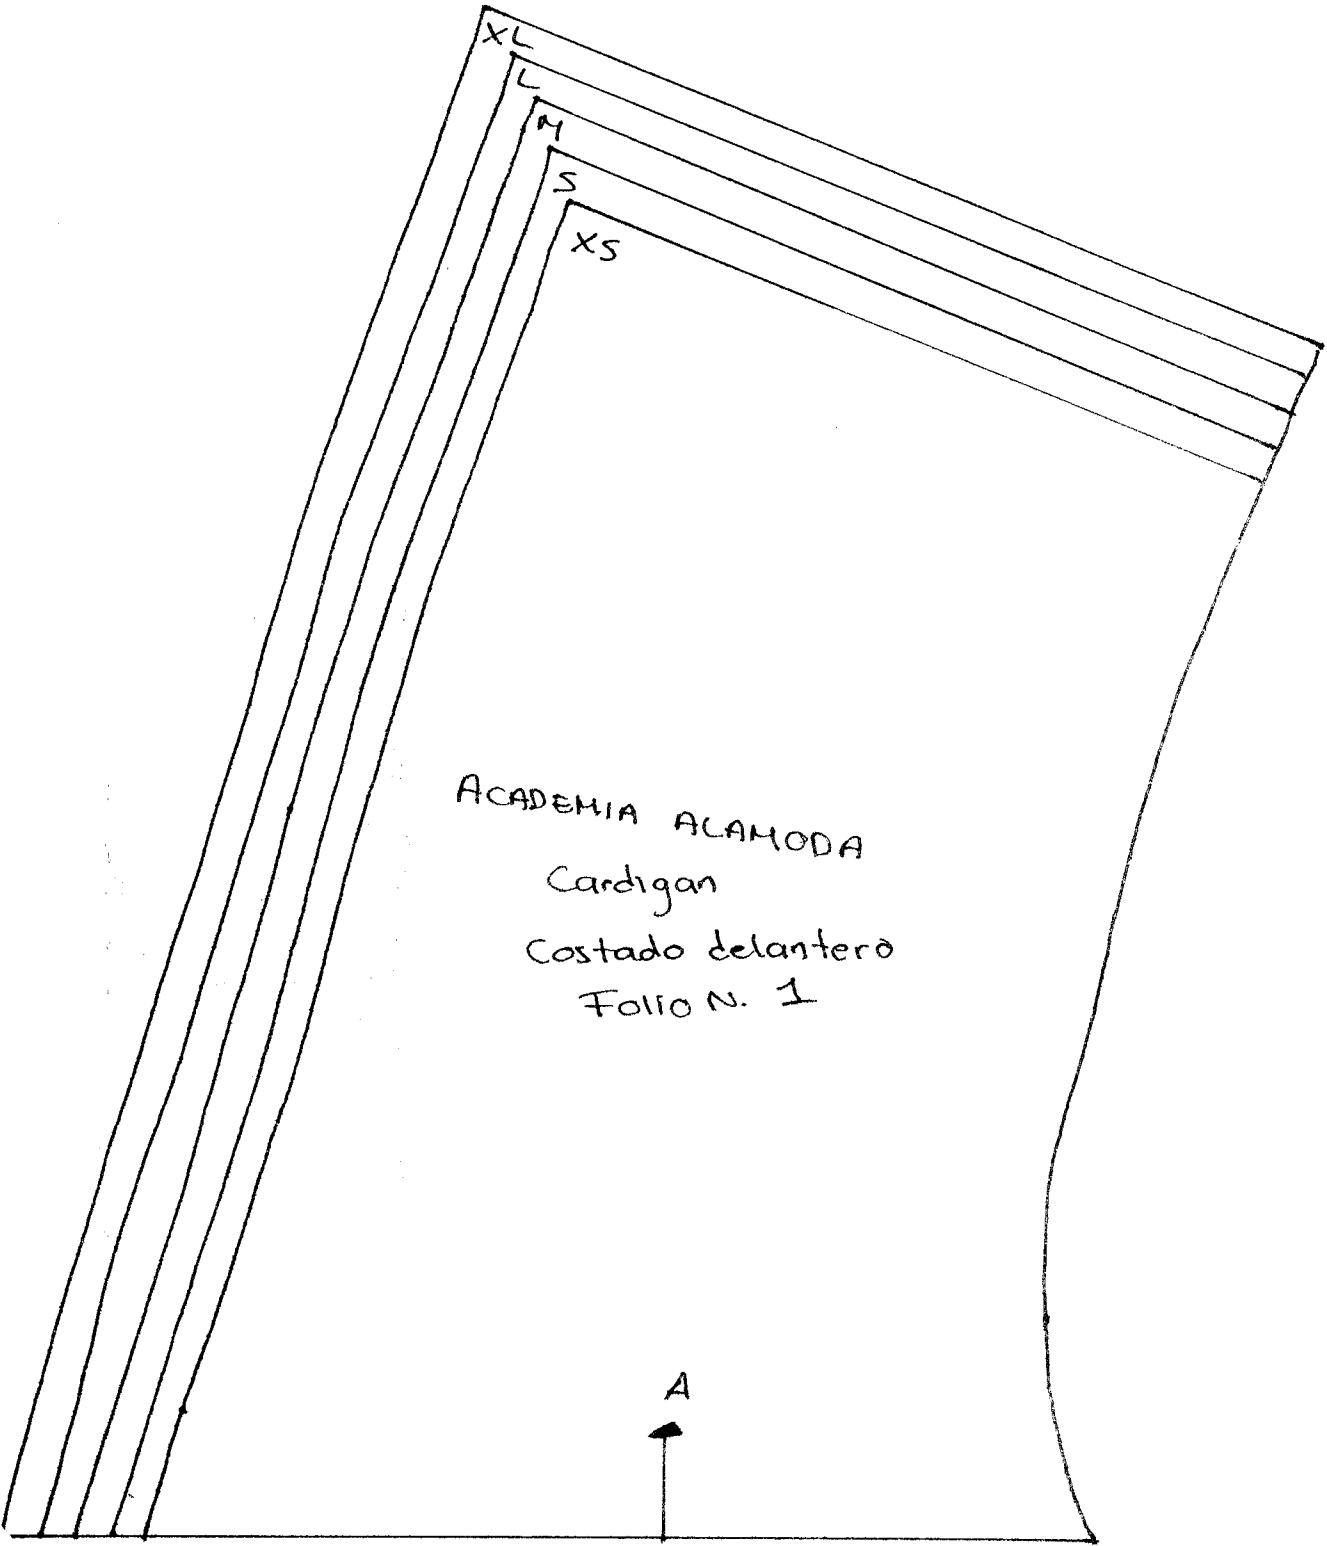 XL
L
M
S
XS
ACADEMIA ALAMODA
Cardigan
Costado delantero
Folio N. 1
A